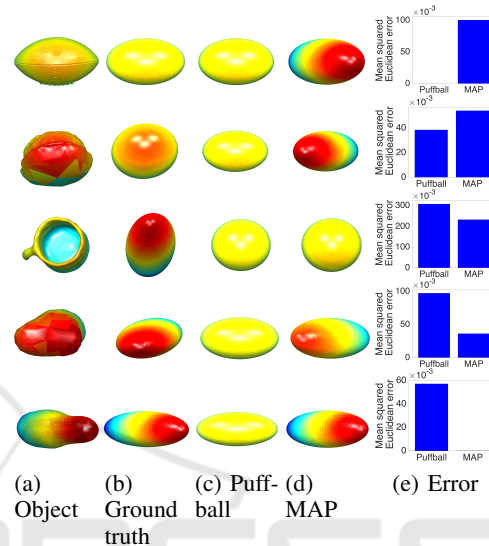 ×10⁻³
Mean squared
Euclidean error
100
50
0
Puffball MAP
×10⁻³
Mean squared
Euclidean error
40
20
0
Puffball MAP
×10⁻³
Mean squared
Euclidean error
300
200
100
0
Puffball MAP
×10⁻³
Mean squared
Euclidean error
100
50
0
Puffball MAP
×10⁻³
Mean squared
Euclidean error
60
40
20
0
Puffball MAP
(a) (b) (c) Puff- (d) (e) Error
Object Ground ball MAP
truth